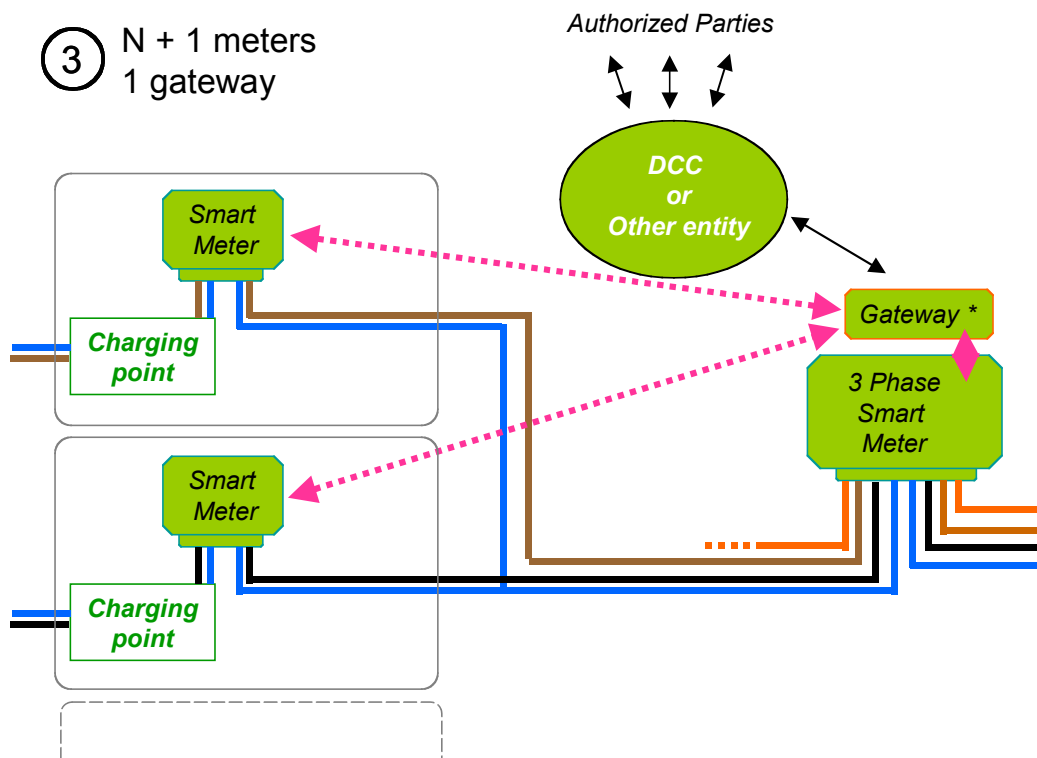 3
N + 1 meters
1 gateway
Authorized Parties
DCC
or
Other entity
Smart
Meter
Gateway *
Charging
point
3 Phase
Smart
Meter
Smart
Meter
Charging
point